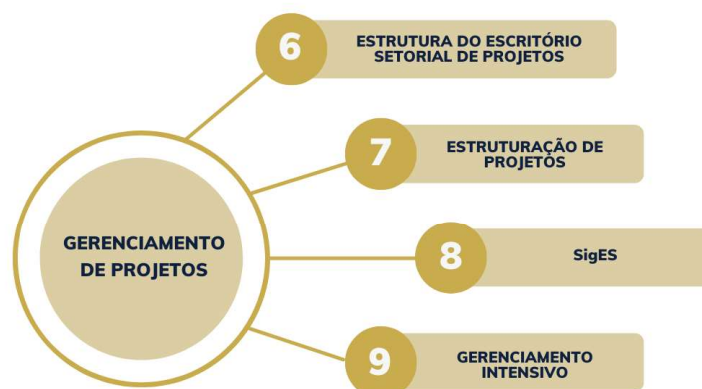 6
ESTRUTURA DO ESCRITÓRIO
SETORIAL DE PROJETOS
7
ESTRUTURAÇÃO DE
PROJETOS
GERENCIAMENTO
DE PROJETOS
8
SigES
9
GERENCIAMENTO
INTENSIVO